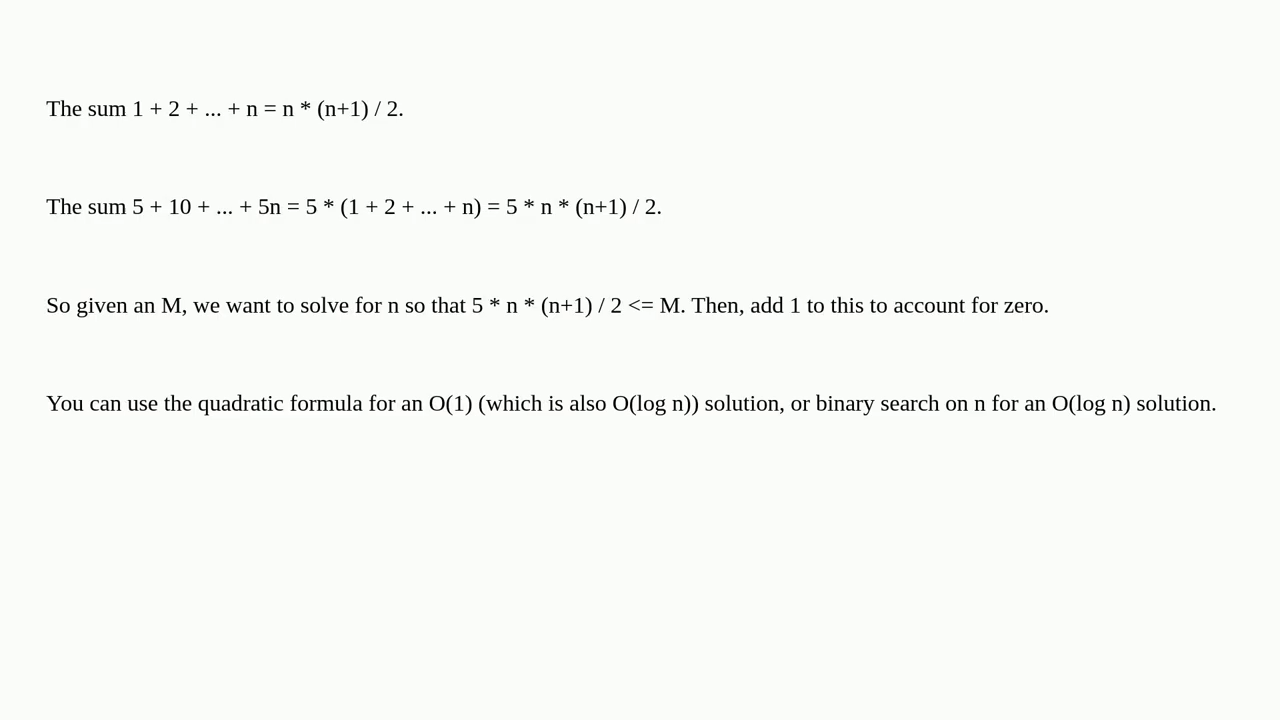 The sum 1 + 2 + ... + n = n * (n+1) / 2.
The sum 5 + 10 + ... + 5n = 5 * (1 + 2 + ... + n) = 5 * n * (n+1) / 2.
So given an M, we want to solve for n so that 5 * n * (n+1) / 2 <= M. Then, add 1 to this to account for zero.
You can use the quadratic formula for an O(1) (which is also O(log n)) solution, or binary search on n for an O(log n) solution.